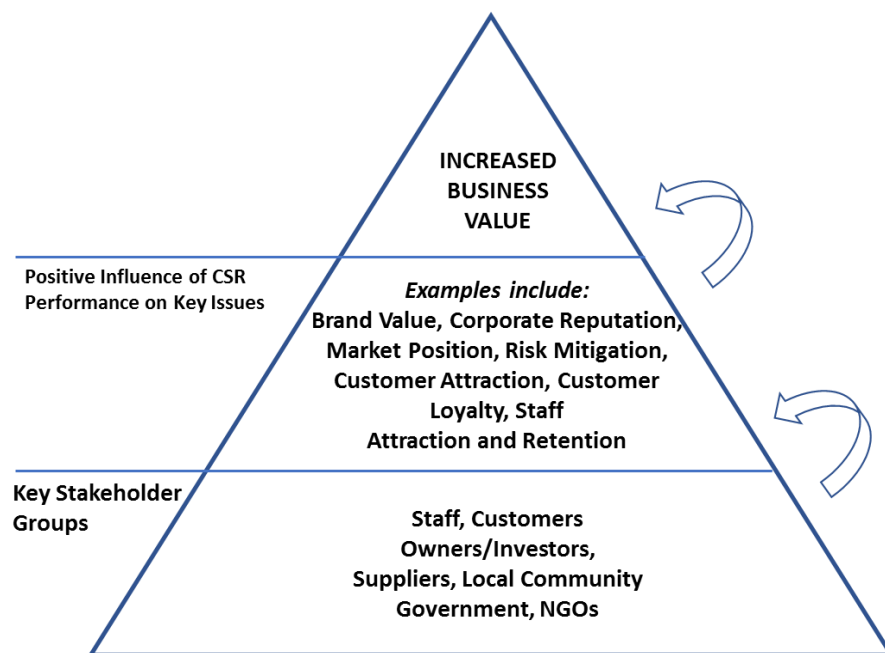 INCREASED
BUSINESS
VALUE
Positive Influence of CSR
Performance on Key Issues
Examples include:
Brand Value, Corporate Reputation,
Market Position, Risk Mitigation,
Customer Attraction, Customer
Loyalty, Staff
Attraction and Retention
Key Stakeholder
Groups
Staff, Customers
Owners/Investors,
Suppliers, Local Community
Government, NGOs